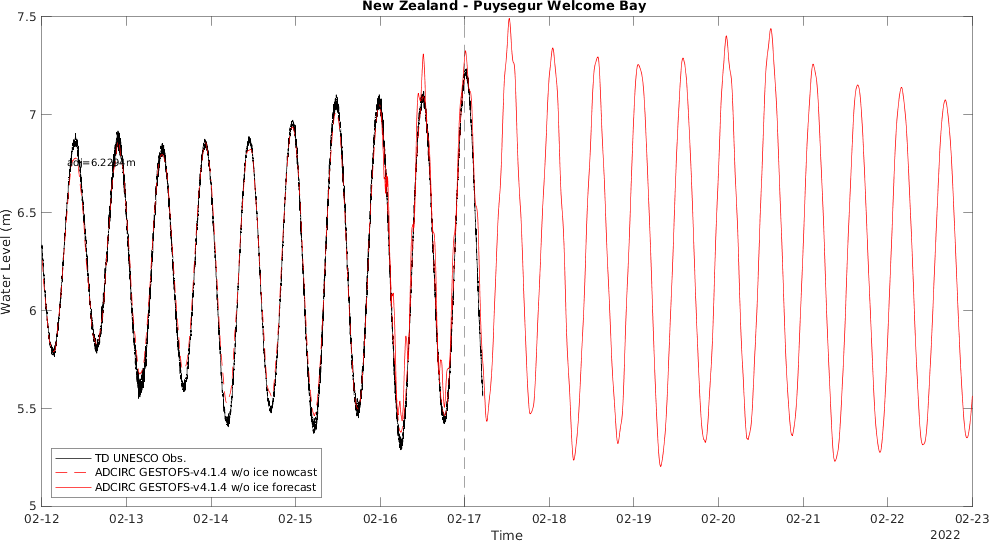 New Zealand - Puysegur Welcome Bay
7.5
7
6.5
6
5.5
5
Water Level (m)
adj=6.2294m
TD UNESCO Obs.
ADCIRC GESTOFS-v4.1.4 w/o ice nowcast
ADCIRC GESTOFS-v4.1.4 w/o ice forecast
02-12 02-13 02-14 02-15 02-16 02-17 02-18 02-19 02-20 02-21 02-22 02-23
Time
2022